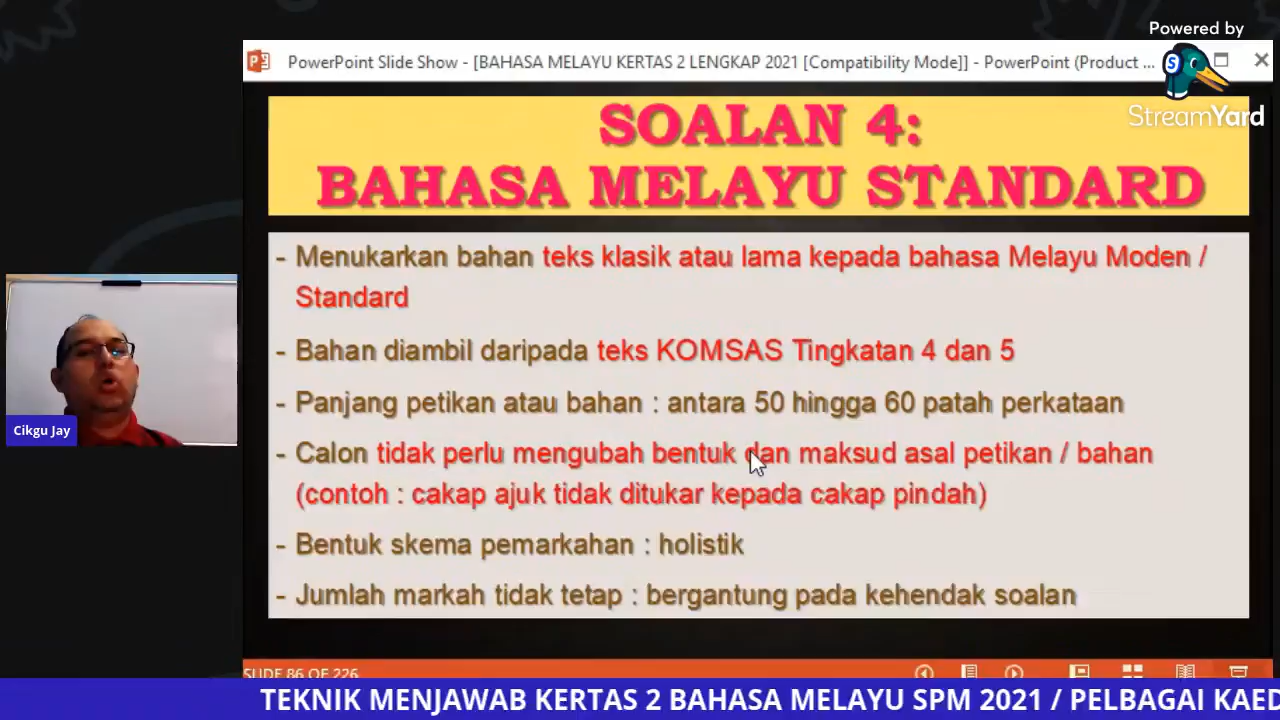 Powered by
StreamYard
PowerPoint Slide Show - [BAHASA MELAYU KERTAS 2 LENGKAP 2021 [Compatibility Mode]] - PowerPoint (Product ...
SOALAN 4:
BAHASA MELAYU STANDARD
- Menukarkan bahan teks klasik atau lama kepada bahasa Melayu Moden /
Standard
- Bahan diambil daripada teks KOMSAS Tingkatan 4 dan 5
- Panjang petikan atau bahan : antara 50 hingga 60 patah perkataan
- Calon tidak perlu mengubah bentuk dan maksud asal petikan / bahan
(contoh : cakap ajuk tidak ditukar kepada cakap pindah)
- Bentuk skema pemarkahan : holistik
- Jumlah markah tidak tetap : bergantung pada kehendak soalan
Cikgu Jay
SLIDE 86 OF 226
TEKNIK MENJAWAB KERTAS 2 BAHASA MELAYU SPM 2021 / PELBAGAI KAED